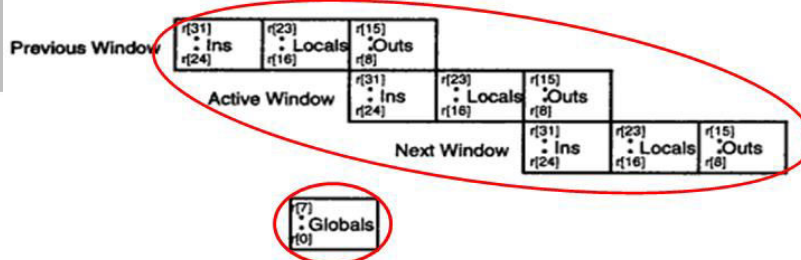 r[31] r[23] r[15]
Previous Window : Ins : Locals : Outs
r[24] r[16] r[8]
r[31] r[23] r[15]
Active Window : Ins : Locals : Outs
r[24] r[16] r[8]
r[31] r[23] r[15]
Next Window : Ins : Locals : Outs
r[24] r[16] r[8]
r[7]
: Globals
r[0]